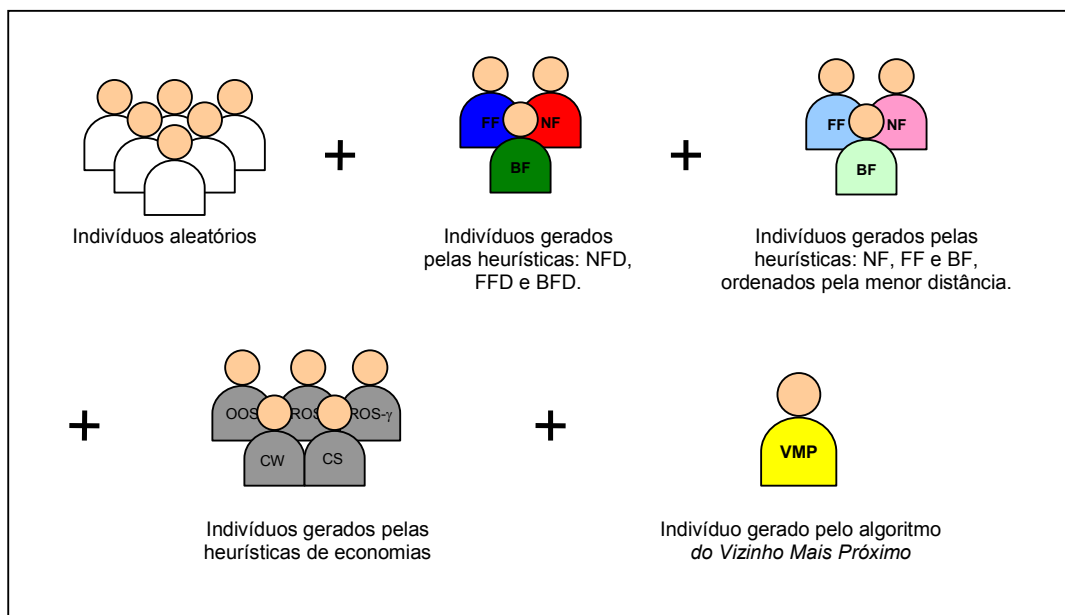 FF
NF
BF
FF
NF
BF
Indivíduos aleatórios
Indivíduos gerados
pelas heurísticas: NFD,
FFD e BFD.
Indivíduos gerados pelas
heurísticas: NF, FF e BF,
ordenados pela menor distância.
OOS
ROS
ROS-γ
CW
CS
VMP
Indivíduos gerados pelas
heurísticas de economias
Indivíduo gerado pelo algoritmo
do Vizinho Mais Próximo